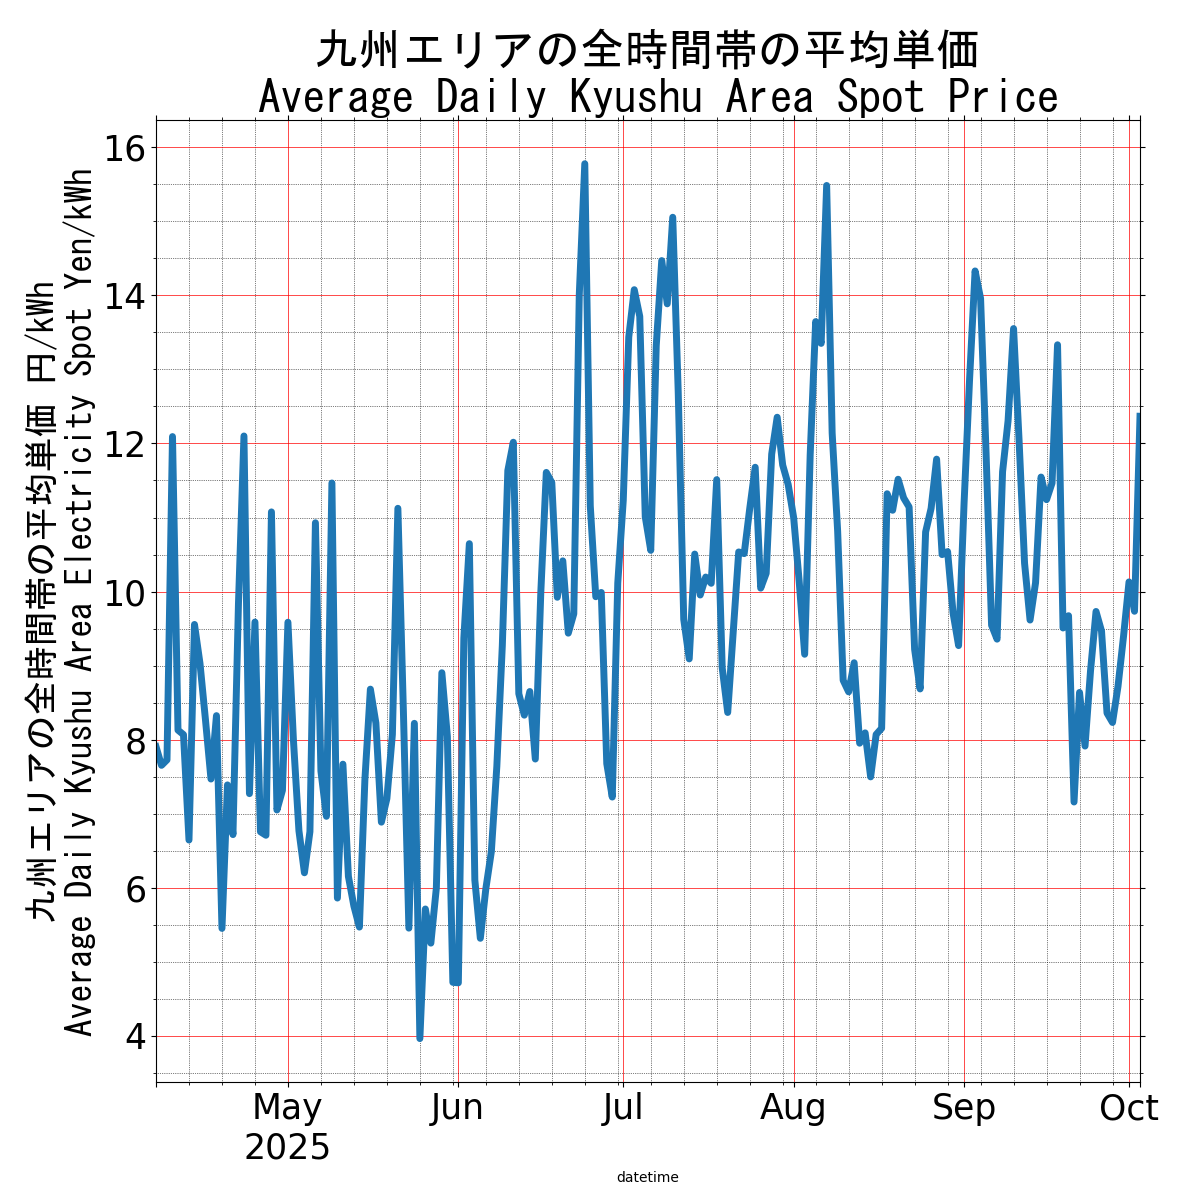 九州エリアの全時間帯の平均単価
Average Daily Kyushu Area Spot Price
九州エリアの全時間帯の平均単価 円/kWh
Average Daily Kyushu Area Electricity Spot Yen/kWh
16
14
12
10
8
6
4
May
2025
Jun
Jul
Aug
Sep
Oct
datetime